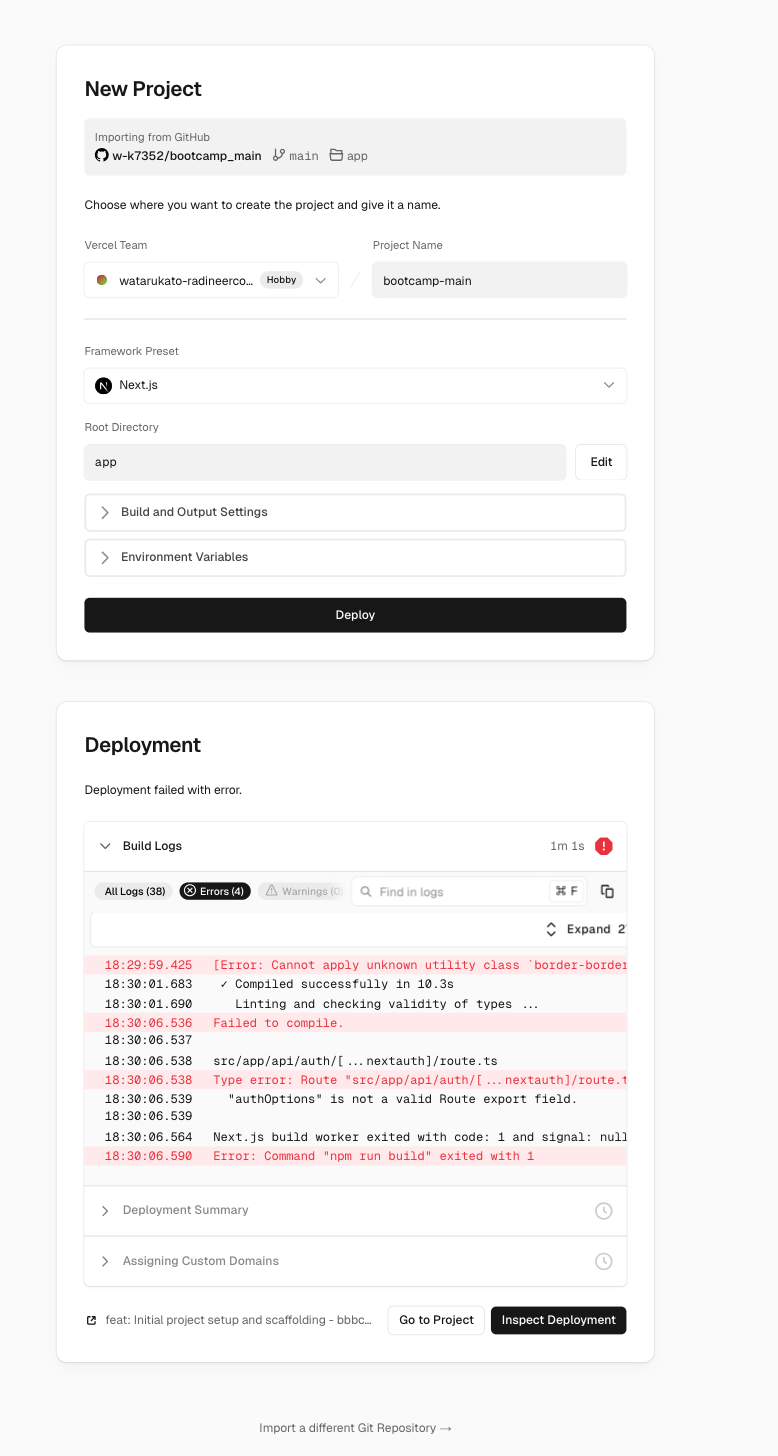 New Project
Importing from GitHub
w-k7352/bootcamp_main main app
Choose where you want to create the project and give it a name.
Vercel Team Project Name
watarukato-radineerco… Hobby / bootcamp-main
Framework Preset
Next.js
Root Directory
app Edit
Build and Output Settings
Environment Variables
Deploy
Deployment
Deployment failed with error.
Build Logs 1m 1s
All Logs (38) Errors (4) Warnings (0) Find in logs ⌘ F
Expand 2
18:29:59.425 [Error: Cannot apply unknown utility class `border-border
18:30:01.683 ✓ Compiled successfully in 10.3s
18:30:01.690 Linting and checking validity of types ...
18:30:06.536 Failed to compile.
18:30:06.537
18:30:06.538 src/app/api/auth/[...nextauth]/route.ts
18:30:06.538 Type error: Route "src/app/api/auth/[...nextauth]/route.t
18:30:06.539 "authOptions" is not a valid Route export field.
18:30:06.539
18:30:06.564 Next.js build worker exited with code: 1 and signal: null
18:30:06.590 Error: Command "npm run build" exited with 1
Deployment Summary
Assigning Custom Domains
feat: Initial project setup and scaffolding - bbbc… Go to Project Inspect Deployment
Import a different Git Repository →